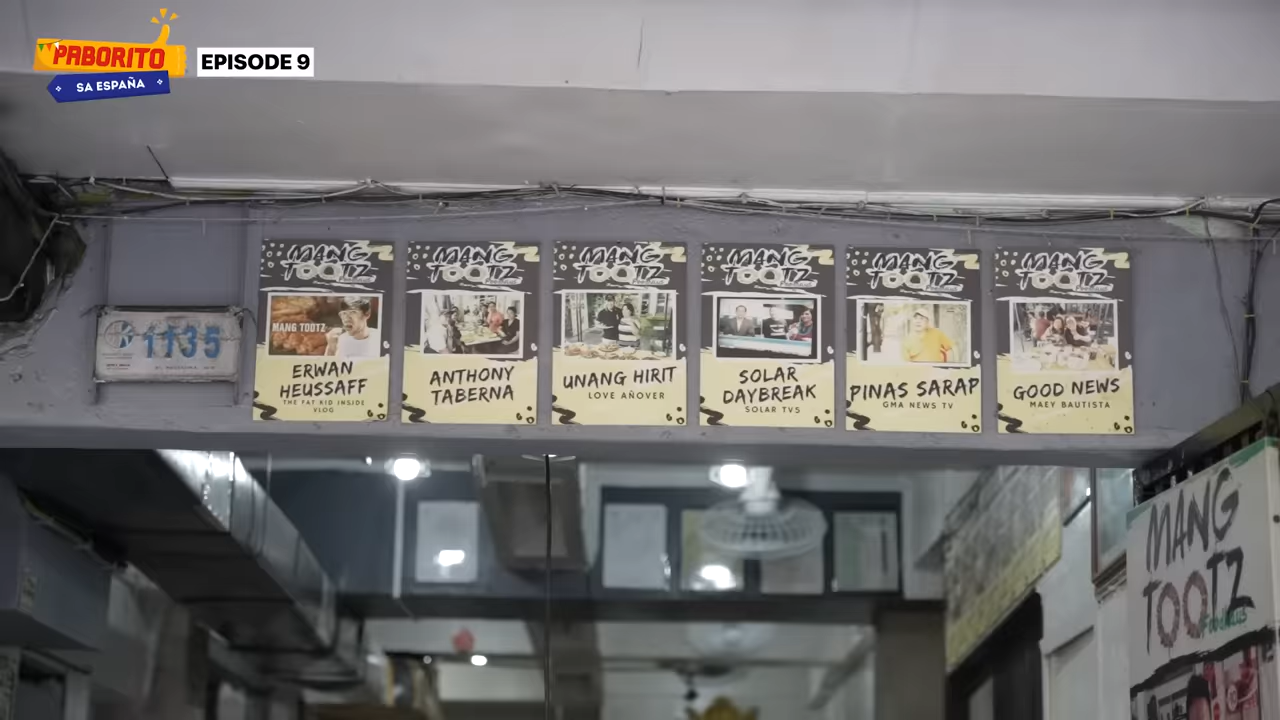 PABORITO
SA ESPAÑA
EPISODE 9
1135
MANG
TOOTZ
MANG TOOTZ
ERWAN
HEUSSAFF
THE FAT KID INSIDE
VLOG
MANG
TOOTZ
ANTHONY
TABERNA
MANG
TOOTZ
UNANG HIRIT
LOVE AÑOVER
MANG
TOOTZ
SOLAR
DAYBREAK
SOLAR TV5
MANG
TOOTZ
PINAS SARAP
GMA NEWS TV
MANG
TOOTZ
GOOD NEWS
MAEY BAUTISTA
MANG
TOOTZ